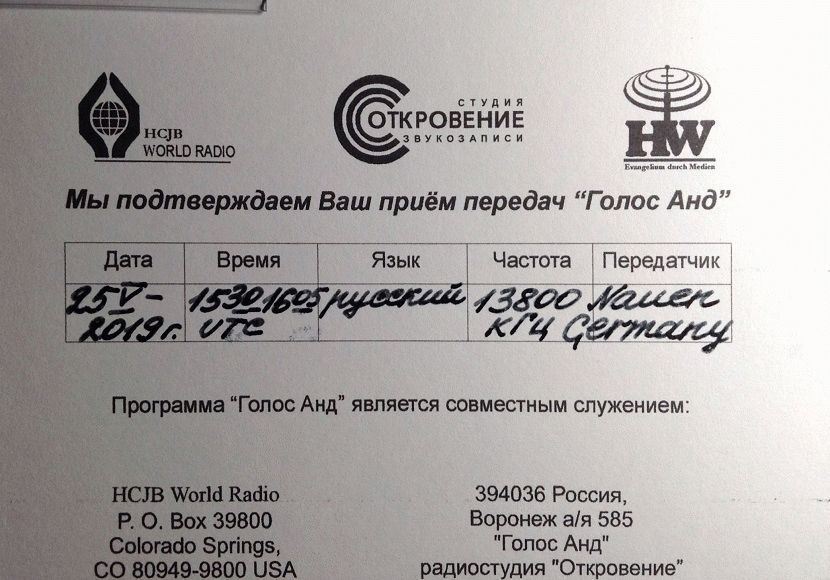 HCJB
WORLD RADIO
СТУДИЯ
ОТКРОВЕНИЕ
ЗВУКОЗАПИСИ
HW
Evangelium durch Medien
Мы подтверждаем Ваш приём передач “Голос Анд”
Дата Время Язык Частота Передатчик
25 V– 1530 1605 русский 13800 Nauen
2019г. UTC кГц Germany
Программа “Голос Анд” является совместным служением:
HCJB World Radio
P. O. Box 39800
Colorado Springs,
CO 80949-9800 USA
394036 Россия,
Воронеж а/я 585
"Голос Анд"
радиостудия "Откровение”